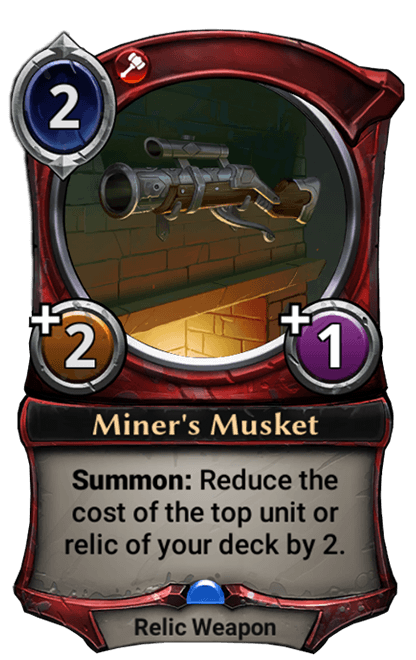 2
+2
+1
Miner's Musket
Summon: Reduce the
cost of the top unit or
relic of your deck by 2.
Relic Weapon